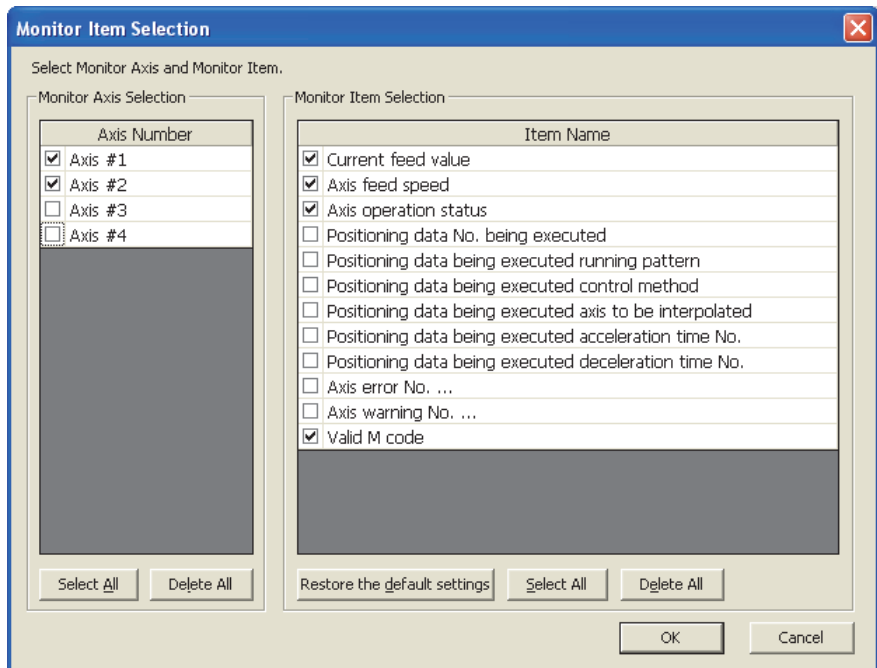 Monitor Item Selection
Select Monitor Axis and Monitor Item.
Monitor Axis Selection
Axis Number
Axis #1
Axis #2
Axis #3
Axis #4
Select All
Delete All
Monitor Item Selection
Item Name
Current feed value
Axis feed speed
Axis operation status
Positioning data No. being executed
Positioning data being executed running pattern
Positioning data being executed control method
Positioning data being executed axis to be interpolated
Positioning data being executed acceleration time No.
Positioning data being executed deceleration time No.
Axis error No. ...
Axis warning No. ...
Valid M code
Restore the default settings
Select All
Delete All
OK
Cancel